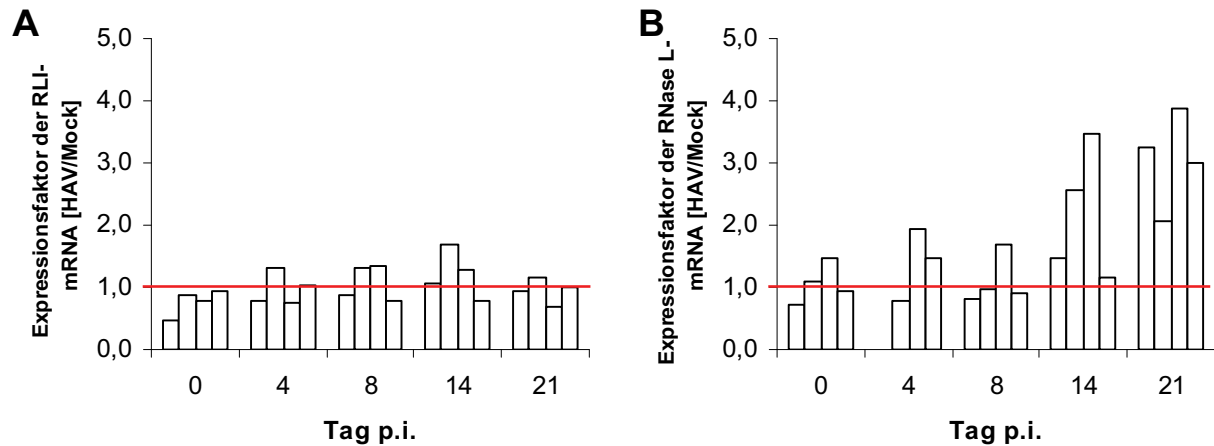 A
Expressionsfaktor der RLI-
mRNA [HAV/Mock]
5,0
4,0
3,0
2,0
1,0
0,0
0 4 8 14 21
Tag p.i.
B
Expressionsfaktor der RNase L-
mRNA [HAV/Mock]
5,0
4,0
3,0
2,0
1,0
0,0
0 4 8 14 21
Tag p.i.